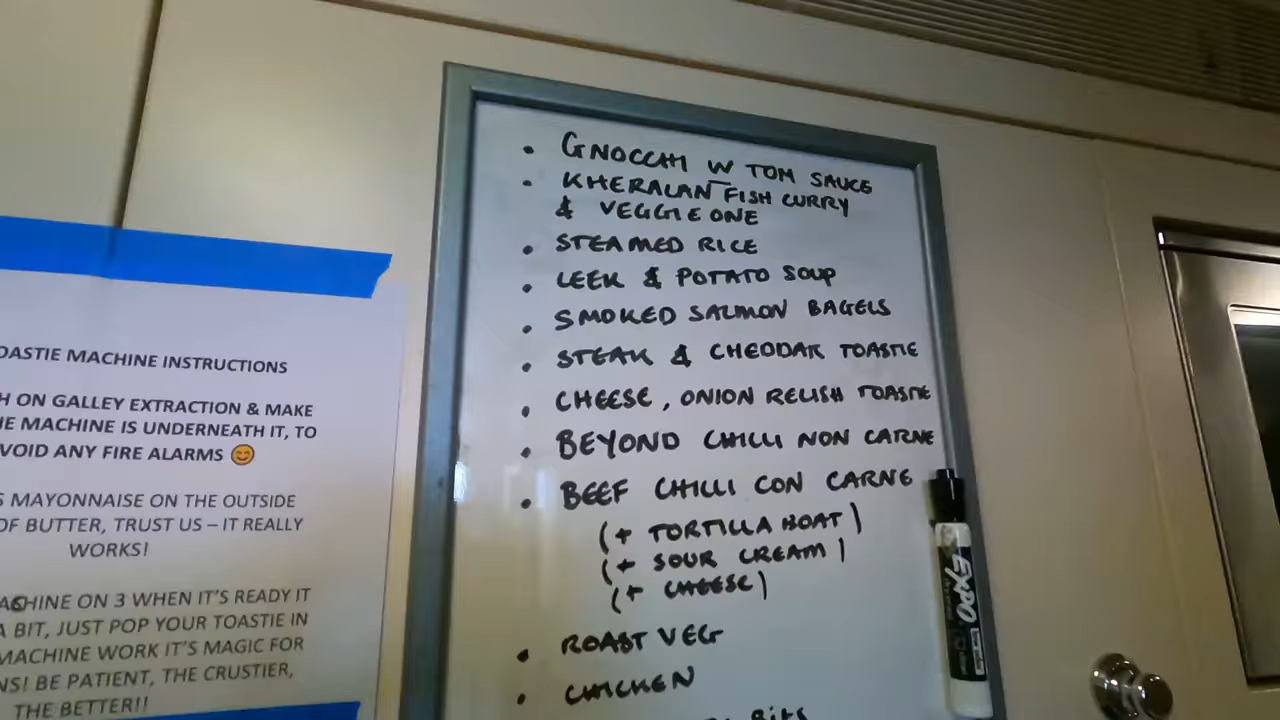 • GNOCCHI W TOM SAUCE
• KHERALAN FISH CURRY
& VEGGIE ONE
• STEAMED RICE
• LEEK & POTATO SOUP
• SMOKED SALMON BAGELS
• STEAK & CHEDDAR TOASTIE
• CHEESE, ONION RELISH TOASTIE
• BEYOND CHILLI NON CARNE
• BEEF CHILLI CON CARNE
(+ TORTILLA BOAT)
(+ SOUR CREAM)
(+ CHEESE)
• ROAST VEG
• CHICKEN
BITS
EXPO
OASTIE MACHINE INSTRUCTIONS
H ON GALLEY EXTRACTION & MAKE
HE MACHINE IS UNDERNEATH IT, TO
VOID ANY FIRE ALARMS 😊
S MAYONNAISE ON THE OUTSIDE
OF BUTTER, TRUST US – IT REALLY
WORKS!
ACHINE ON 3 WHEN IT'S READY IT
A BIT, JUST POP YOUR TOASTIE IN
MACHINE WORK IT'S MAGIC FOR
NS! BE PATIENT, THE CRUSTIER,
THE BETTER!!